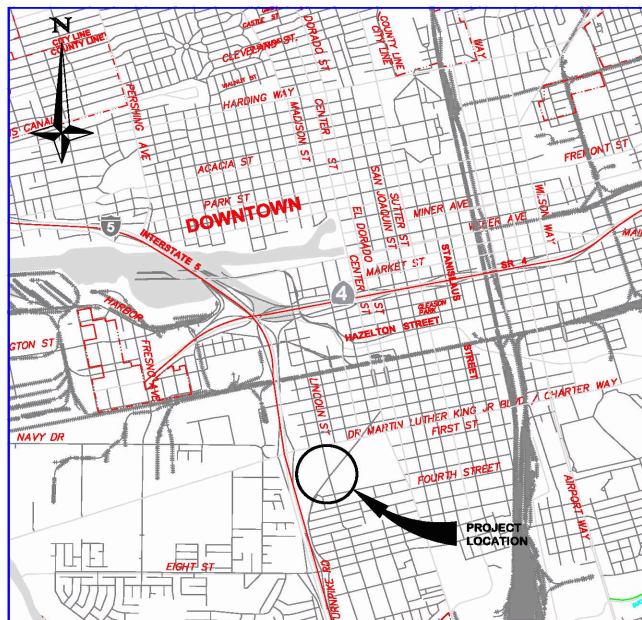 N
CITY LINE
COUNTY LINE
CLEVELAND ST.
DORADO ST
COUNTY LINE
CITY LINE
WAY
WALNUT ST
HARDING WAY
PERSHING AVE
MADISON ST
CENTER ST
ACACIA ST
FREMONT ST
PARK ST
DOWNTOWN
SAN JOAQUIN ST
SUTTER ST
MINER AVE
WILSON WAY
5
INTERSTATE 5
EL DORADO ST
CENTER ST
MARKET ST
STANISLAUS
SR 4
4
HARBOR
GLEASON
PARK
HAZELTON STREET
GTON ST
FRESNO AVE
STREET
LINCOLN ST
DR MARTIN LUTHER KING JR BLVD / CHARTER WAY
FIRST ST
NAVY DR
FOURTH STREET
AIRPORT WAY
PROJECT
LOCATION
EIGHT ST